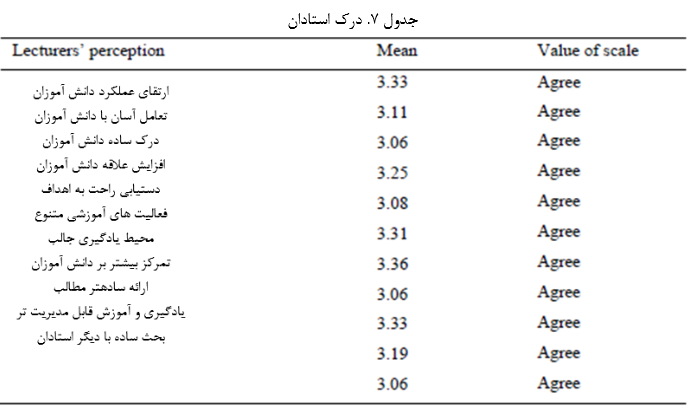 جدول ۷. درک استادان
Lecturers' perception Mean Value of scale
ارتقای عملکرد دانش آموزان 3.33 Agree
تعامل آسان با دانش آموزان 3.11 Agree
درک ساده دانش آموزان 3.06 Agree
افزایش علاقه دانش آموزان 3.25 Agree
دستیابی راحت به اهداف 3.08 Agree
فعالیت های آموزشی متنوع 3.31 Agree
محیط یادگیری جالب 3.36 Agree
تمرکز بیشتر بر دانش آموزان 3.06 Agree
ارائه سادهتر مطالب 3.33 Agree
یادگیری و آموزش قابل مدیریت تر 3.19 Agree
بحث ساده با دیگر استادان 3.06 Agree